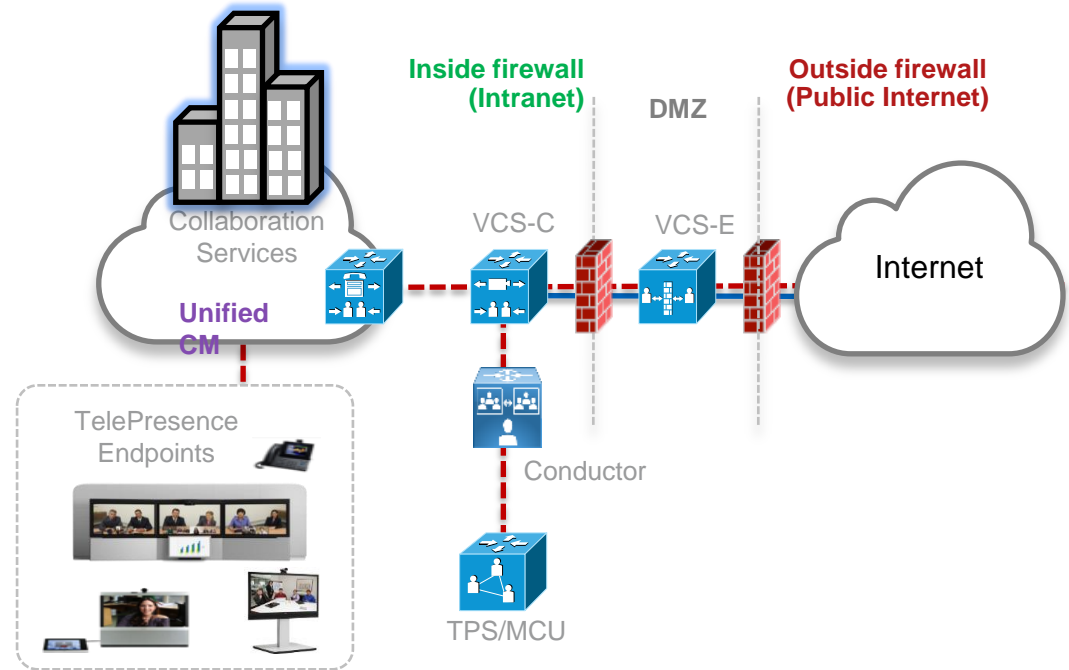 Inside firewall
(Intranet)
DMZ
Outside firewall
(Public Internet)
Collaboration
Services
VCS-C
VCS-E
Internet
Unified
CM
TelePresence
Endpoints
Conductor
TPS/MCU